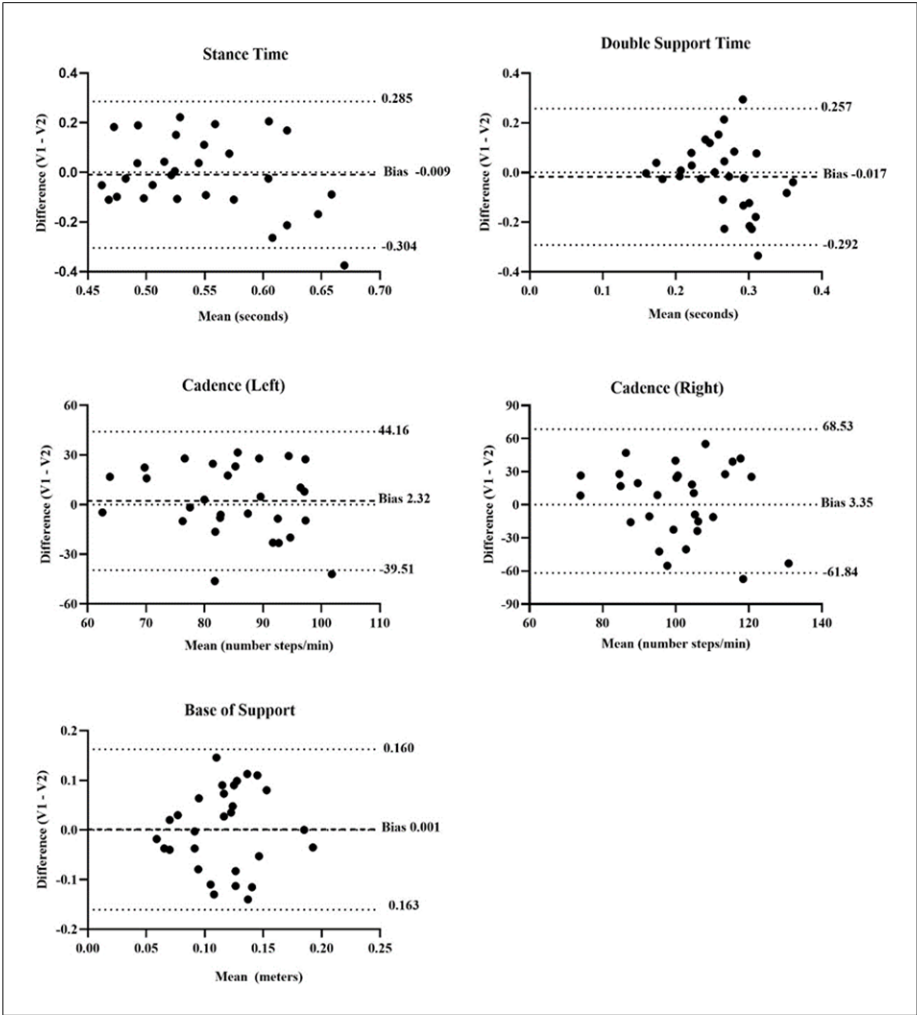 Stance Time
0.4
0.285
0.2
0.0
Bias -0.009
-0.2
-0.304
-0.4
0.45 0.50 0.55 0.60 0.65 0.70
Mean (seconds)
Difference (V1 - V2)
Double Support Time
0.4
0.257
0.2
0.0
Bias -0.017
-0.2
-0.292
-0.4
0.0 0.1 0.2 0.3 0.4
Mean (seconds)
Difference (V1 - V2)
Cadence (Left)
60
44.16
30
Bias 2.32
0
-30
-39.51
-60
60 70 80 90 100 110
Mean (number steps/min)
Difference (V1 - V2)
Cadence (Right)
90
68.53
60
30
0
Bias 3.35
-30
-60
-61.84
-90
60 80 100 120 140
Mean (number steps/min)
Difference (V1 - V2)
Base of Support
0.2
0.160
0.1
0.0
Bias 0.001
-0.1
0.163
-0.2
0.00 0.05 0.10 0.15 0.20 0.25
Mean (meters)
Difference (V1 - V2)